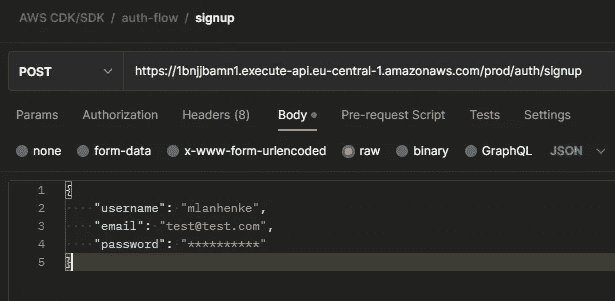 AWS CDK/SDK / auth-flow / signup
POST https://1bnjjbamn1.execute-api.eu-central-1.amazonaws.com/prod/auth/signup
Params Authorization Headers (8) Body Pre-request Script Tests Settings
none form-data x-www-form-urlencoded raw binary GraphQL JSON
1 {
2 "username": "mlanhenke",
3 "email": "test@test.com",
4 "password": "**********"
5 }